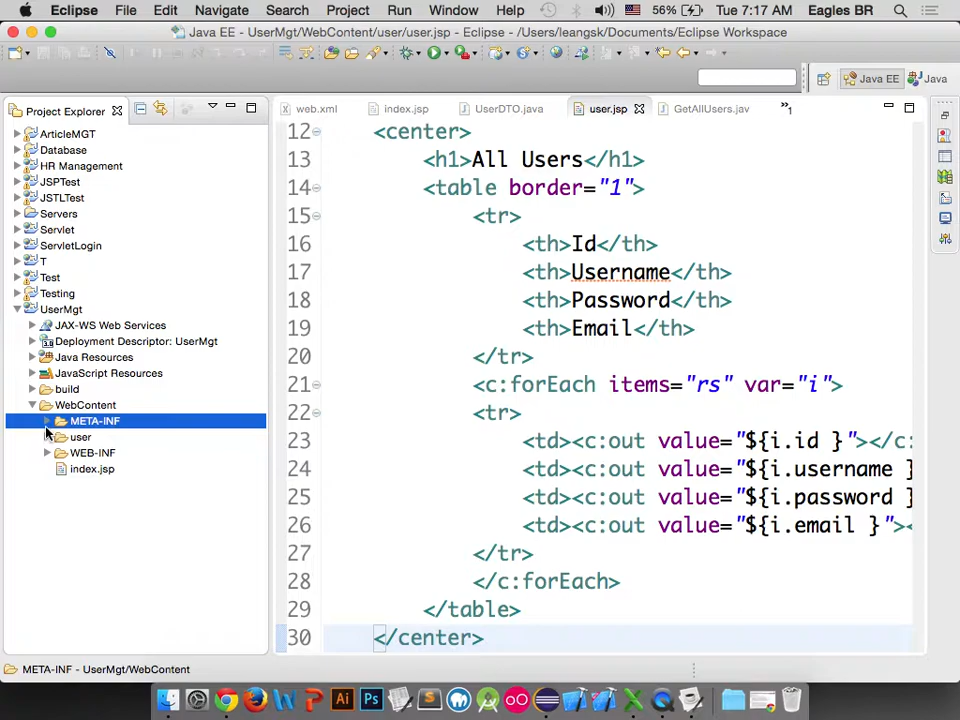 Eclipse File Edit Navigate Search Project Run Window Help 56% Tue 7:17 AM Eagles BR
Java EE - UserMgt/WebContent/user/user.jsp - Eclipse - /Users/leangsk/Documents/Eclipse Workspace
Java EE Java
Project Explorer
web.xml index.jsp UserDTO.java user.jsp GetAllUsers.jav »1
ArticleMGT
Database
HR Management
JSPTest
JSTLTest
Servers
Servlet
ServletLogin
T
Test
Testing
UserMgt
JAX-WS Web Services
Deployment Descriptor: UserMgt
Java Resources
JavaScript Resources
build
WebContent
META-INF
user
WEB-INF
index.jsp
12 <center>
13 <h1>All Users</h1>
14 <table border="1">
15 <tr>
16 <th>Id</th>
17 <th>Username</th>
18 <th>Password</th>
19 <th>Email</th>
20 </tr>
21 <c:forEach items="rs" var="i">
22 <tr>
23 <td><c:out value="${i.id }"></c:
24 <td><c:out value="${i.username }
25 <td><c:out value="${i.password }
26 <td><c:out value="${i.email }"><
27 </tr>
28 </c:forEach>
29 </table>
30 </center>
META-INF - UserMgt/WebContent